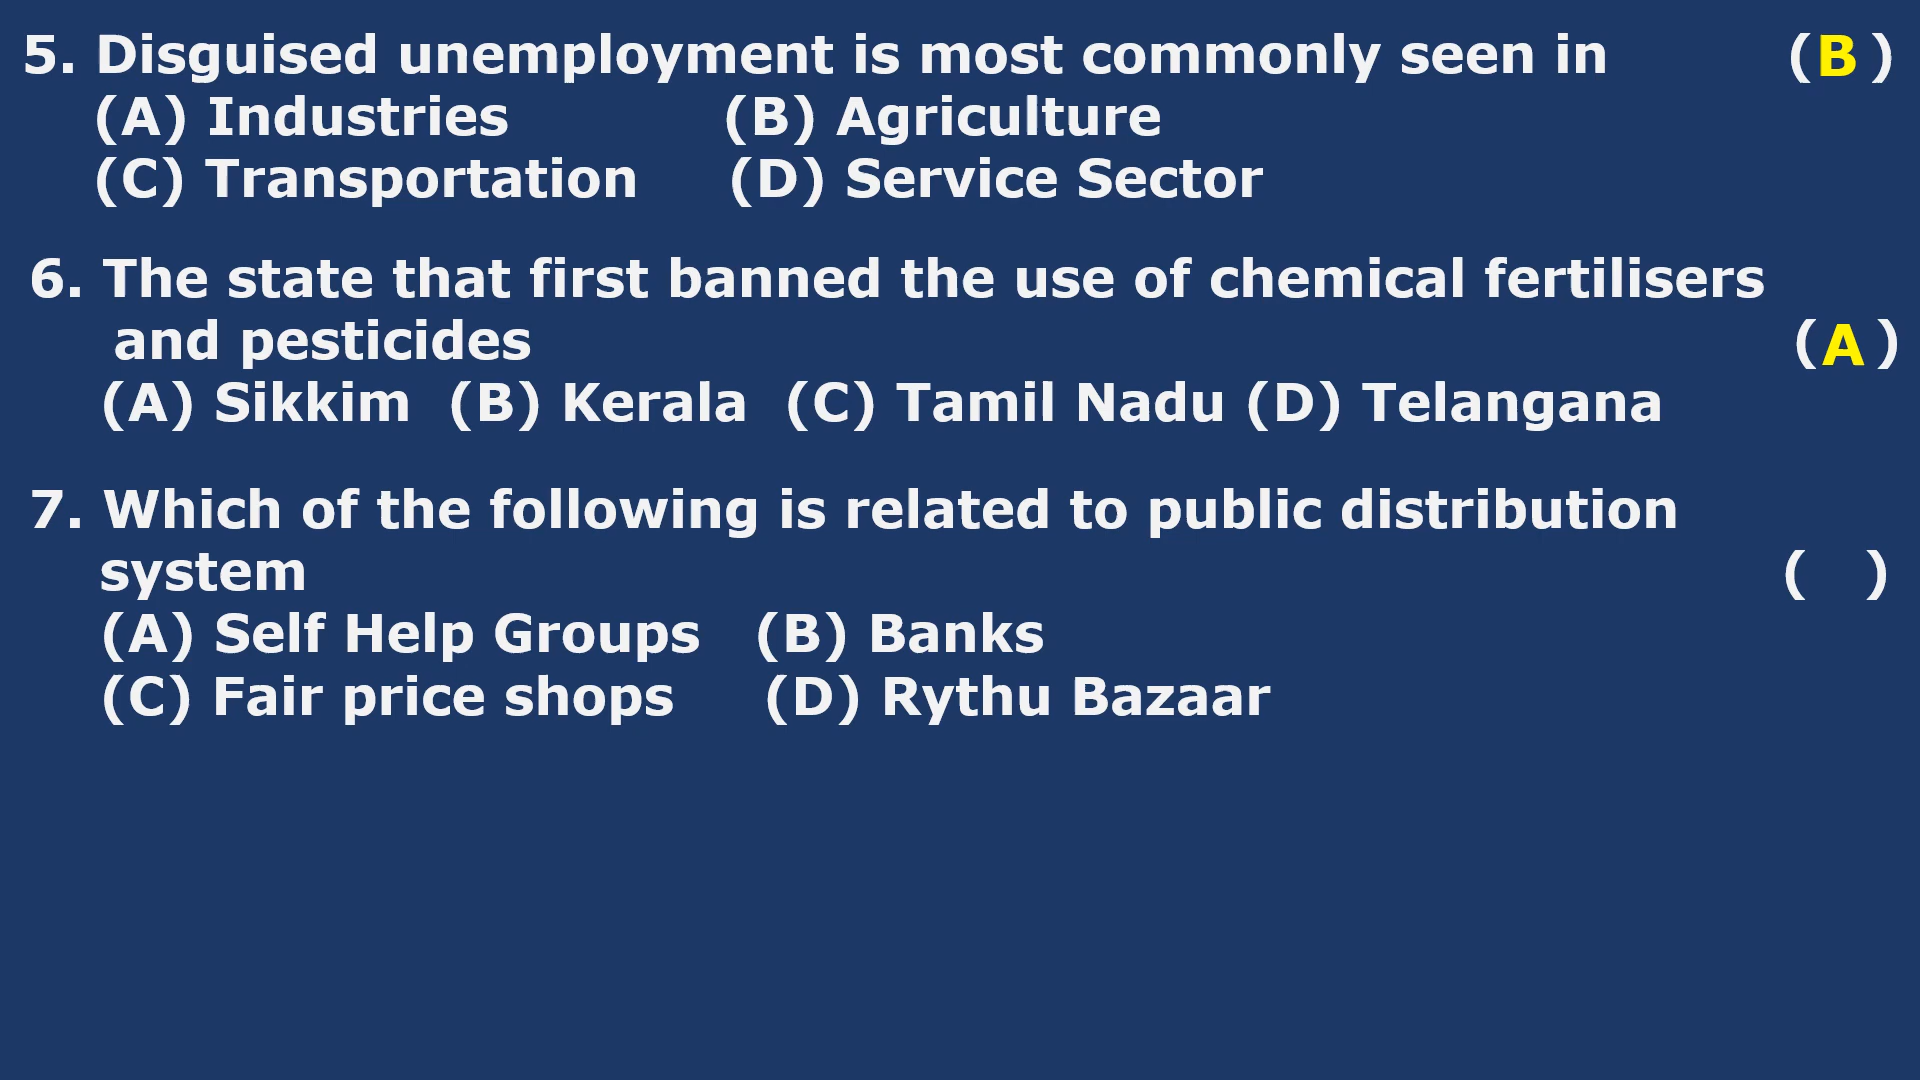 5. Disguised unemployment is most commonly seen in (B)
(A) Industries (B) Agriculture
(C) Transportation (D) Service Sector
6. The state that first banned the use of chemical fertilisers
and pesticides (A)
(A) Sikkim (B) Kerala (C) Tamil Nadu (D) Telangana
7. Which of the following is related to public distribution
system ( )
(A) Self Help Groups (B) Banks
(C) Fair price shops (D) Rythu Bazaar